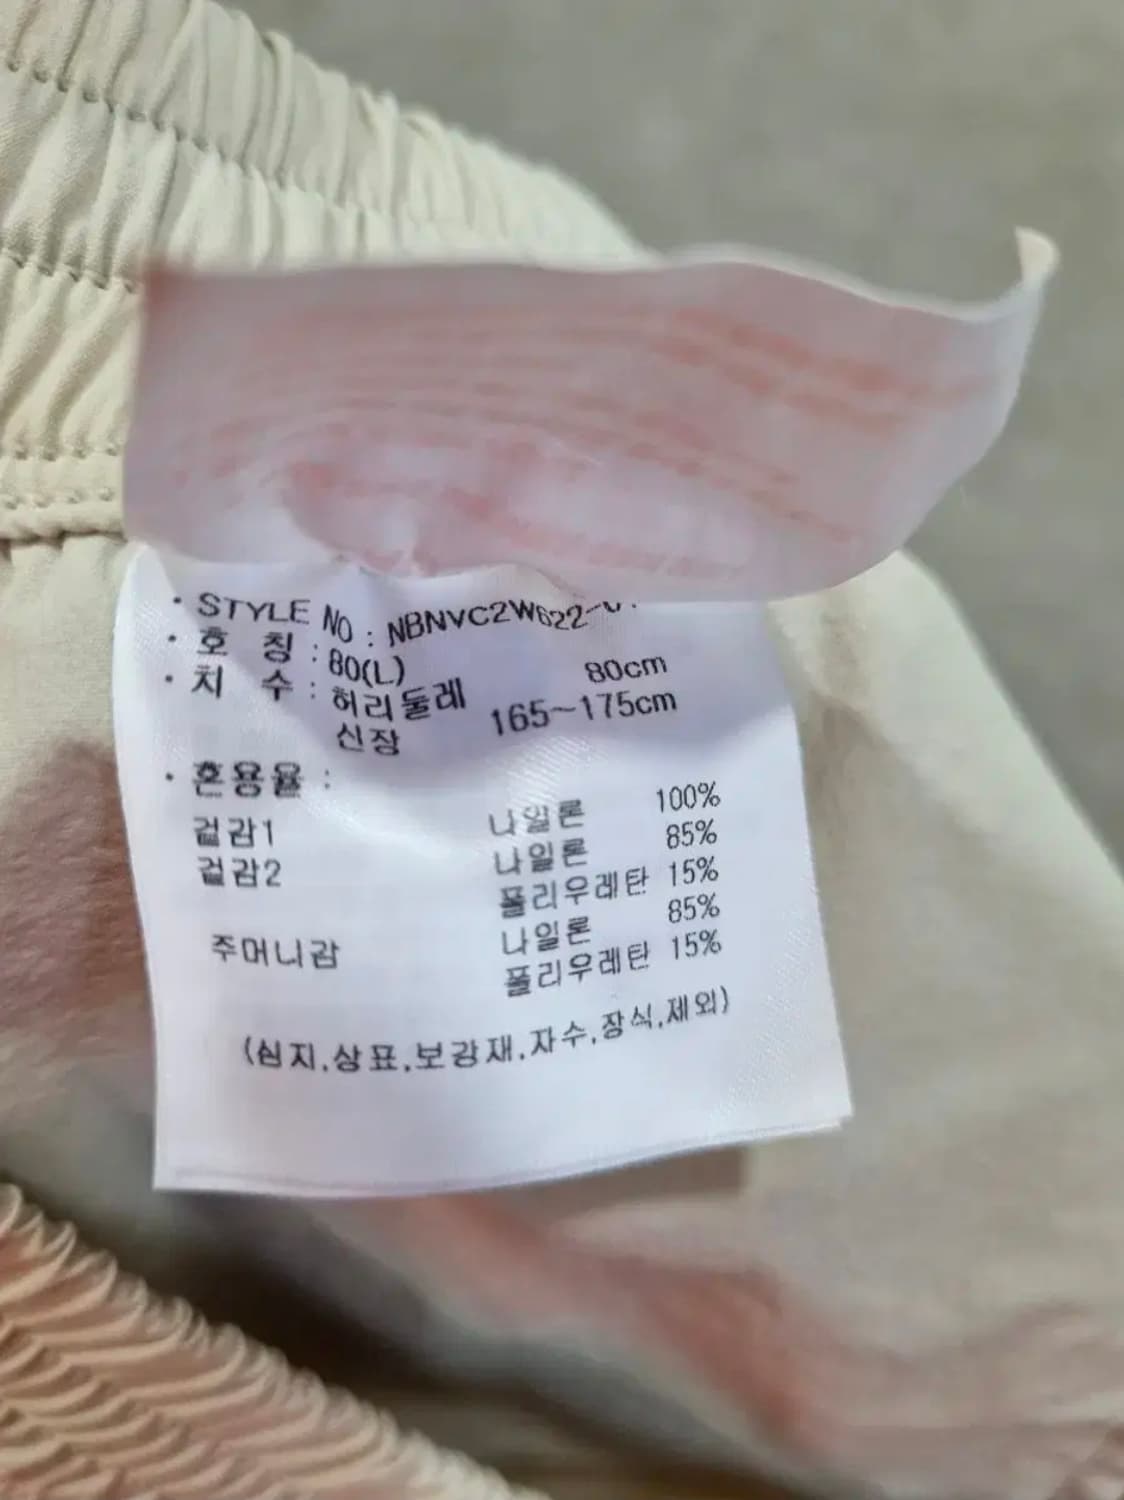 · STYLE NO : NBNVC2W622-
· 호 칭 : 80(L)
· 치 수 : 허리둘레 80cm
신장 165~175cm
· 혼용율 :
겉감1 나일론 100%
겉감2 나일론 85%
폴리우레탄 15%
주머니감 나일론 85%
폴리우레탄 15%
(심지,상표,보강재,자수,장식,제외)